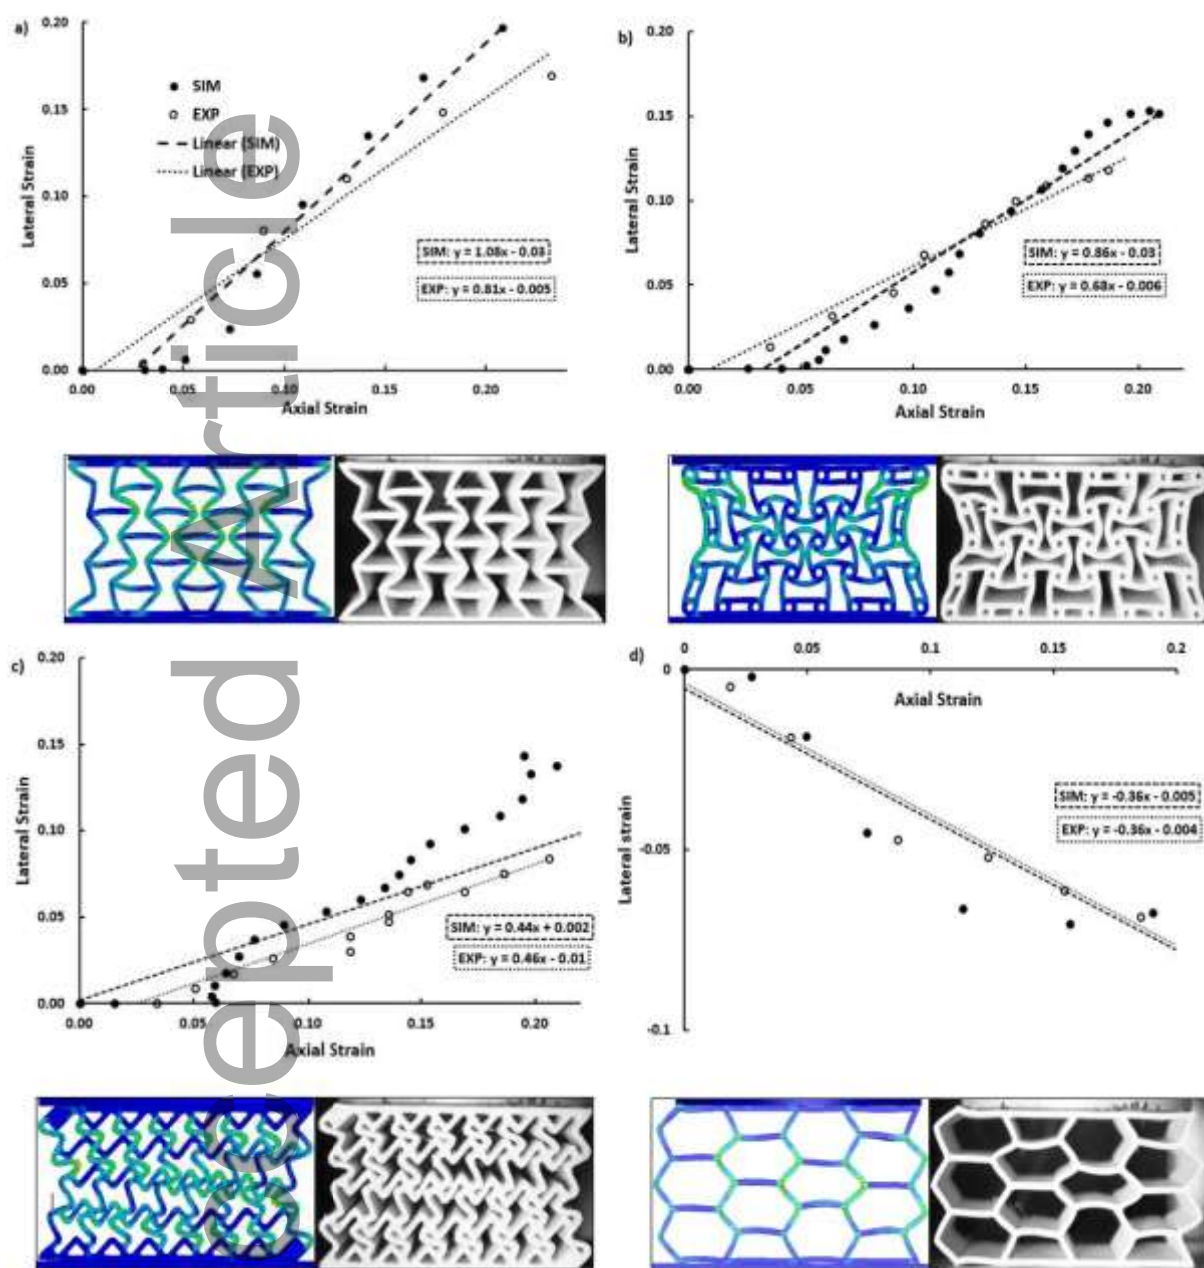 a)
0.20
0.15
0.10
0.05
0.00
Lateral Strain
SIM
EXP
Linear (SIM)
Linear (EXP)
SIM: y = 1.08x - 0.03
EXP: y = 0.81x - 0.005
0.00 0.05 0.10 0.15 0.20
Axial Strain
b)
0.20
0.15
0.10
0.05
0.00
Lateral Strain
SIM: y = 0.86x - 0.03
EXP: y = 0.68x - 0.006
0.00 0.05 0.10 0.15 0.20
Axial Strain
c)
0.20
0.15
0.10
0.05
0.00
Lateral Strain
SIM: y = 0.44x + 0.002
EXP: y = 0.46x - 0.01
0.00 0.05 0.10 0.15 0.20
Axial Strain
d)
0 0.05 0.1 0.15 0.2
Axial Strain
0
-0.05
-0.1
Lateral strain
SIM: y = -0.36x - 0.005
EXP: y = -0.36x - 0.004
Accepted Article